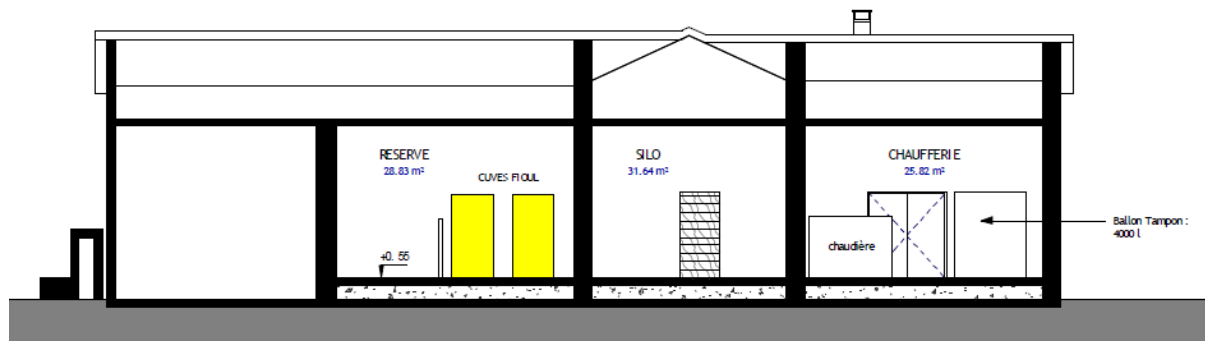 RESERVE
28.83 m²
CUVES FIOUL
+0.55
SILO
31.64 m²
CHAUFFERIE
25.82 m²
chaudière
Ballon Tampon :
4000 l